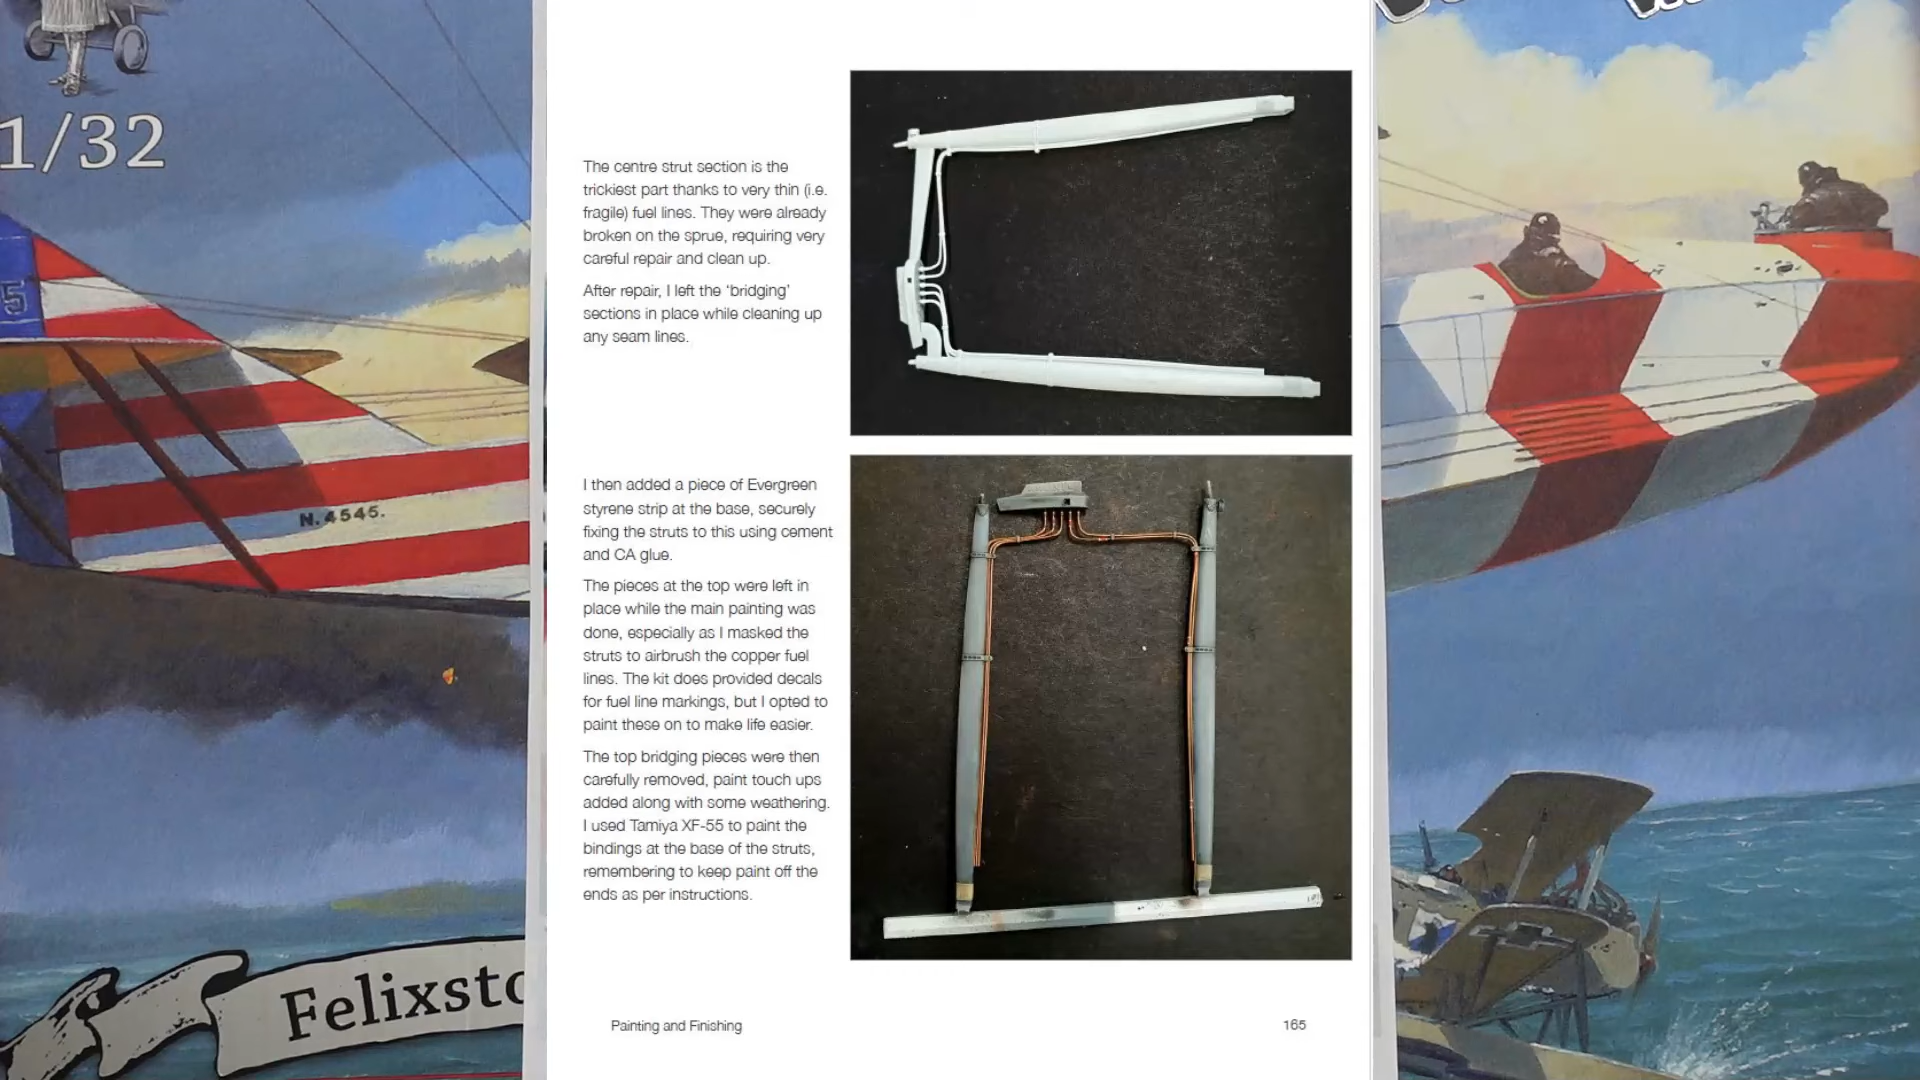 1/32
5
N.4545.
Felixsto
The centre strut section is the
trickiest part thanks to very thin (i.e.
fragile) fuel lines. They were already
broken on the sprue, requiring very
careful repair and clean up.
After repair, I left the ‘bridging’
sections in place while cleaning up
any seam lines.
I then added a piece of Evergreen
styrene strip at the base, securely
fixing the struts to this using cement
and CA glue.
The pieces at the top were left in
place while the main painting was
done, especially as I masked the
struts to airbrush the copper fuel
lines. The kit does provided decals
for fuel line markings, but I opted to
paint these on to make life easier.
The top bridging pieces were then
carefully removed, paint touch ups
added along with some weathering.
I used Tamiya XF-55 to paint the
bindings at the base of the struts,
remembering to keep paint off the
ends as per instructions.
Painting and Finishing
165